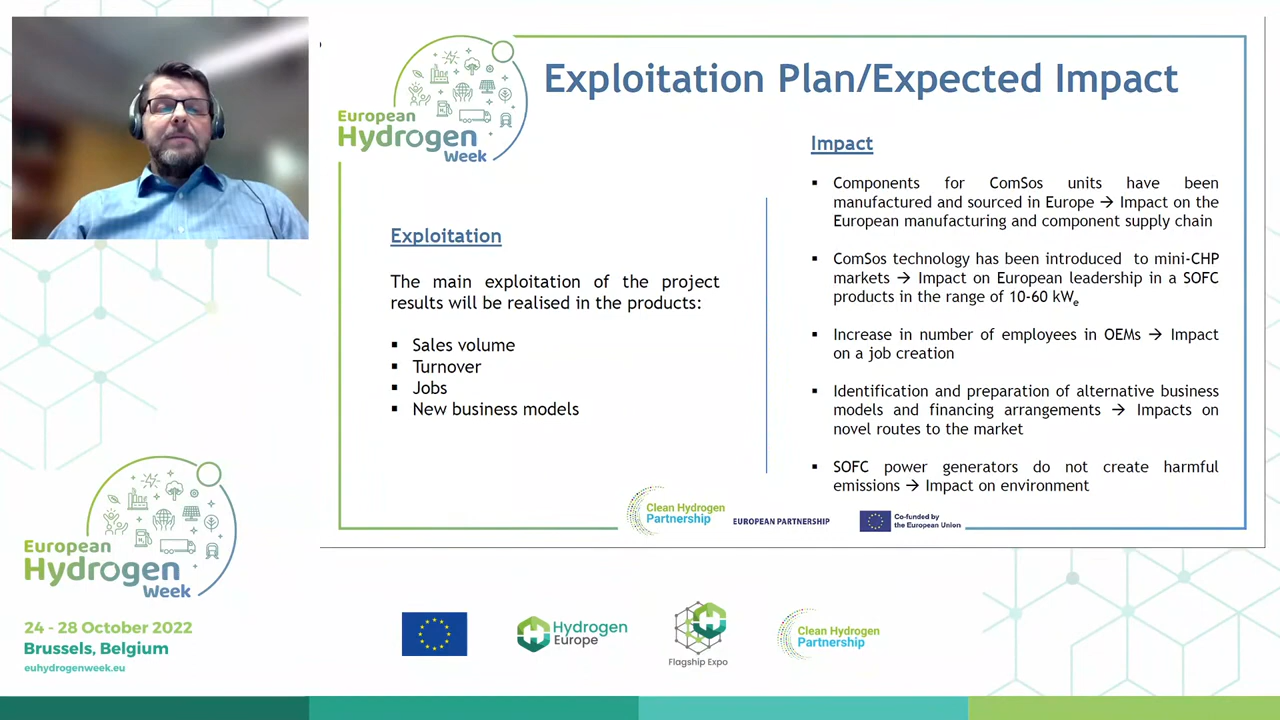 European
Hydrogen
Week
Exploitation Plan/Expected Impact
Exploitation
The main exploitation of the project
results will be realised in the products:
▪ Sales volume
▪ Turnover
▪ Jobs
▪ New business models
Impact
▪ Components for ComSos units have been
manufactured and sourced in Europe → Impact on the
European manufacturing and component supply chain
▪ ComSos technology has been introduced to mini-CHP
markets → Impact on European leadership in a SOFC
products in the range of 10-60 kWe
▪ Increase in number of employees in OEMs → Impact
on a job creation
▪ Identification and preparation of alternative business
models and financing arrangements → Impacts on
novel routes to the market
▪ SOFC power generators do not create harmful
emissions → Impact on environment
Clean Hydrogen
Partnership
EUROPEAN PARTNERSHIP
Co-funded by
the European Union
European
Hydrogen
Week
24 - 28 October 2022
Brussels, Belgium
euhydrogenweek.eu
Hydrogen
Europe
Flagship Expo
Clean Hydrogen
Partnership